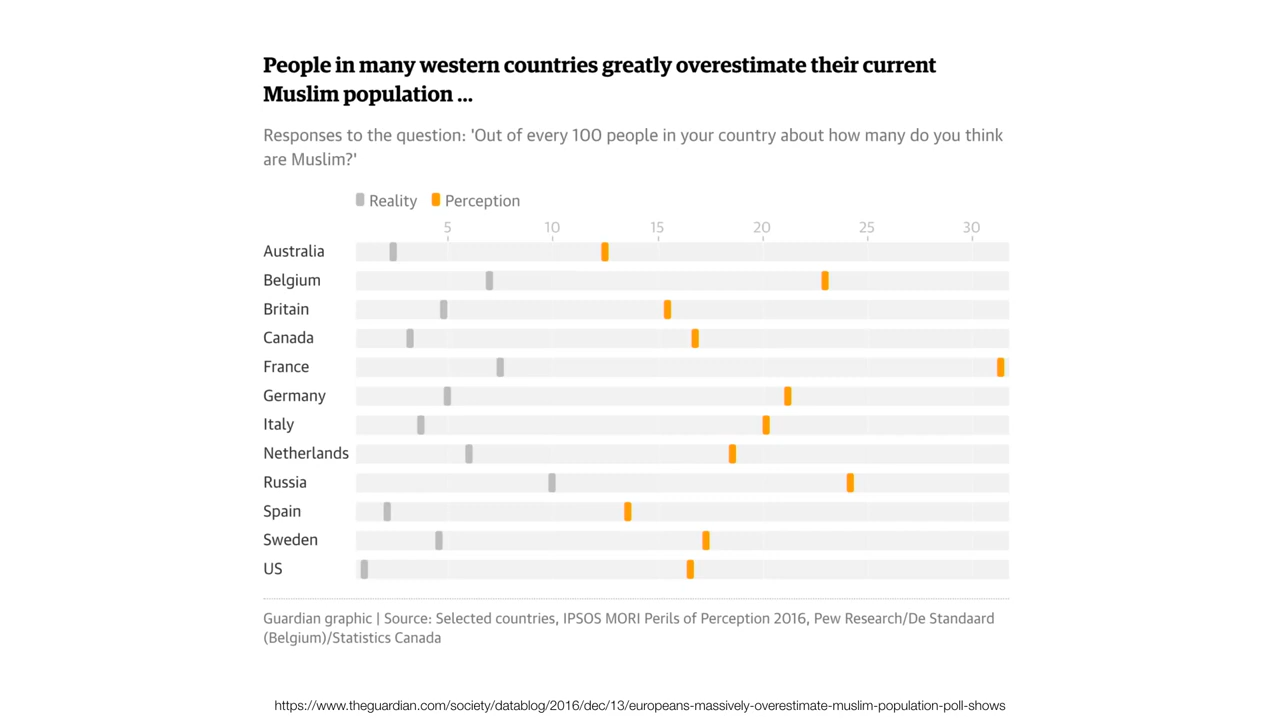 People in many western countries greatly overestimate their current
Muslim population ...
Responses to the question: 'Out of every 100 people in your country about how many do you think
are Muslim?'
Reality Perception
5 10 15 20 25 30
Australia
Belgium
Britain
Canada
France
Germany
Italy
Netherlands
Russia
Spain
Sweden
US
Guardian graphic | Source: Selected countries, IPSOS MORI Perils of Perception 2016, Pew Research/De Standaard
(Belgium)/Statistics Canada
https://www.theguardian.com/society/datablog/2016/dec/13/europeans-massively-overestimate-muslim-population-poll-shows